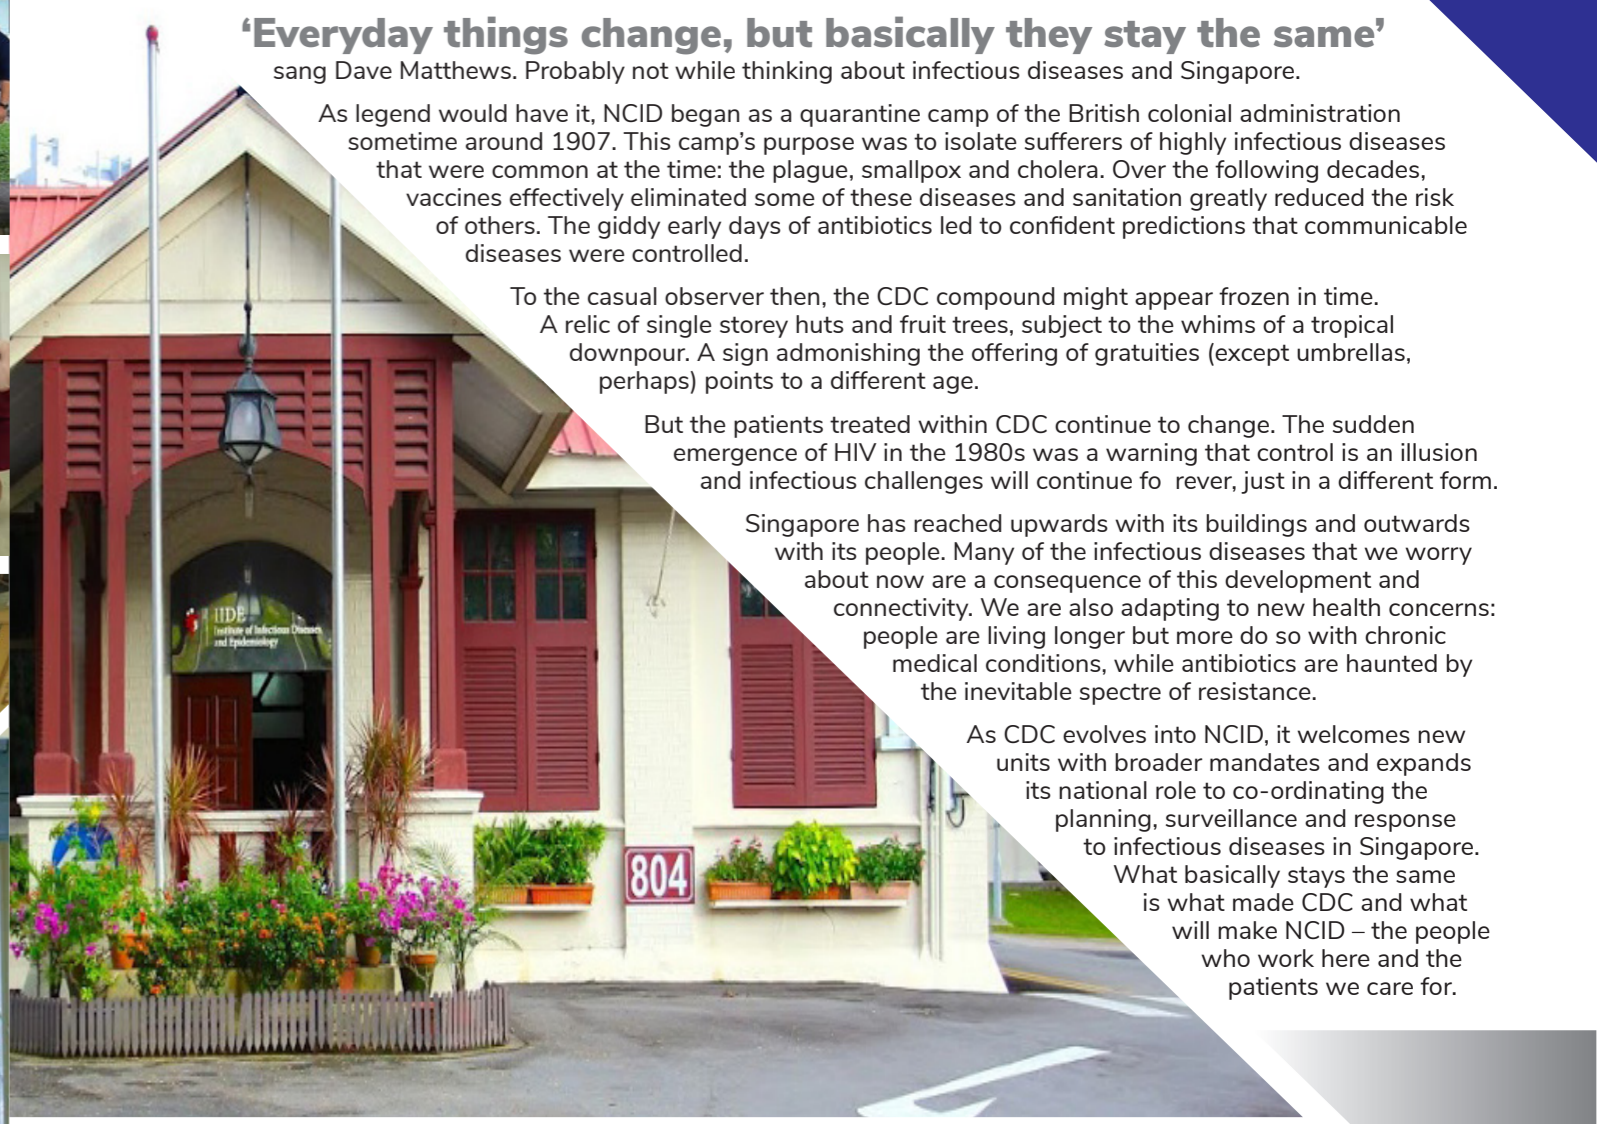 ‘Everyday things change, but basically they stay the same’
sang Dave Matthews. Probably not while thinking about infectious diseases and Singapore.
As legend would have it, NCID began as a quarantine camp of the British colonial administration
sometime around 1907. This camp’s purpose was to isolate sufferers of highly infectious diseases
that were common at the time: the plague, smallpox and cholera. Over the following decades,
vaccines effectively eliminated some of these diseases and sanitation greatly reduced the risk
of others. The giddy early days of antibiotics led to confident predictions that communicable
diseases were controlled.
To the casual observer then, the CDC compound might appear frozen in time.
A relic of single storey huts and fruit trees, subject to the whims of a tropical
downpour. A sign admonishing the offering of gratuities (except umbrellas,
perhaps) points to a different age.
But the patients treated within CDC continue to change. The sudden
emergence of HIV in the 1980s was a warning that control is an illusion
and infectious challenges will continue fo  rever, just in a different form.
Singapore has reached upwards with its buildings and outwards
with its people. Many of the infectious diseases that we worry
about now are a consequence of this development and
connectivity. We are also adapting to new health concerns:
people are living longer but more do so with chronic
medical conditions, while antibiotics are haunted by
the inevitable spectre of resistance.
As CDC evolves into NCID, it welcomes new
units with broader mandates and expands
its national role to co-ordinating the
planning, surveillance and response
to infectious diseases in Singapore.
What basically stays the same
is what made CDC and what
will make NCID – the people
who work here and the
patients we care for.
IIDE
Institute of Infectious Diseases
and Epidemiology
804